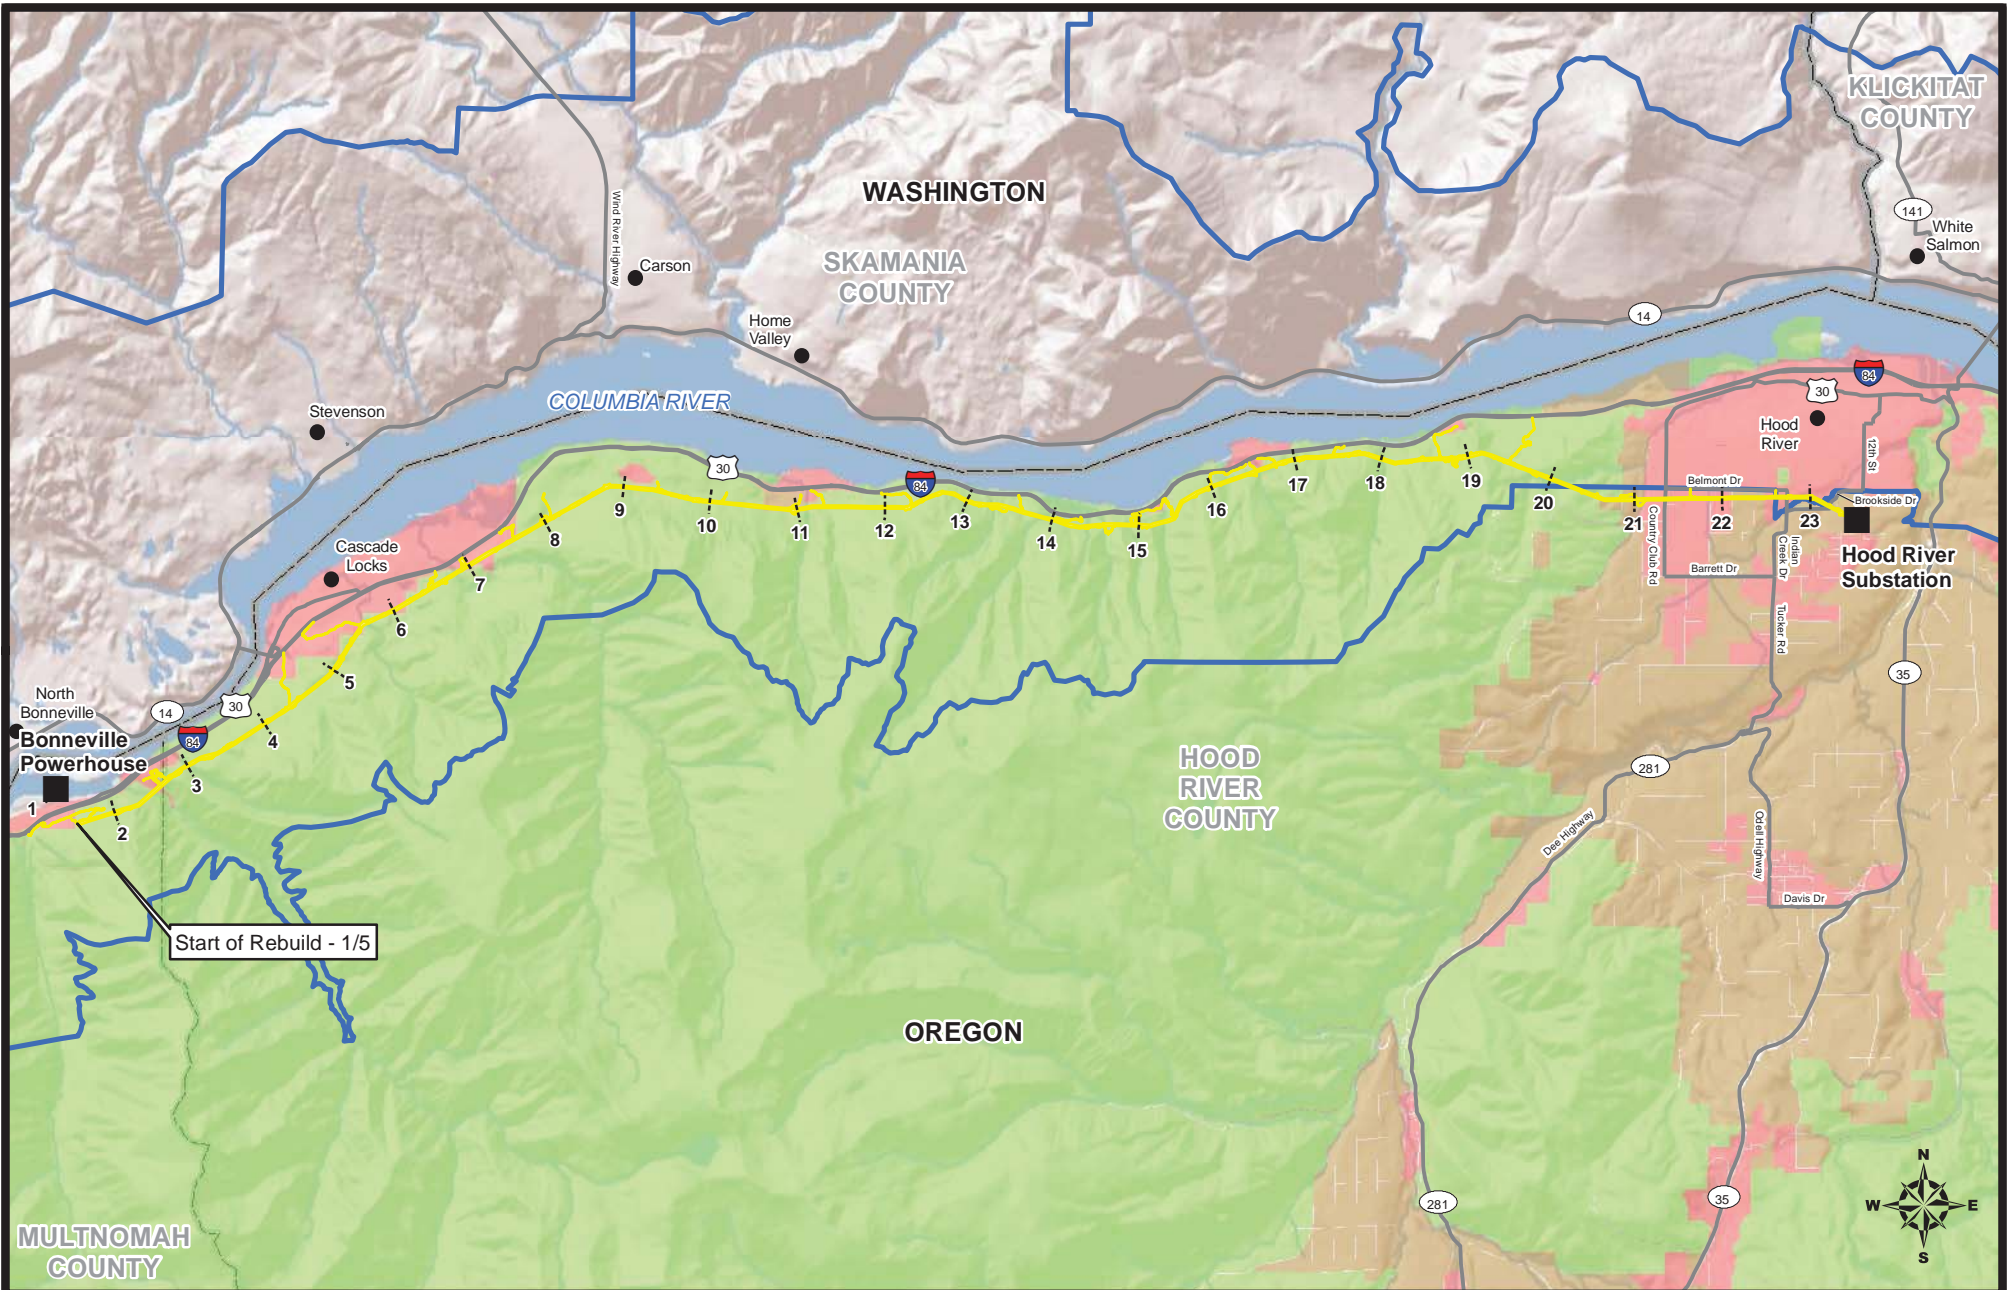 KLICKITAT
COUNTY
WASHINGTON
Wind River Highway
141
White
Salmon
Carson
SKAMANIA
COUNTY
Home
Valley
14
84
30
COLUMBIA RIVER
Stevenson
Hood
River
12th St
30
84
9
10
11
12
13
14
15
16
17
18
19
20
21
22
23
Belmont Dr
Brookside Dr
Country Club Rd
Indian
Creek Dr
Barrett Dr
Tucker Rd
Hood River
Substation
Cascade
Locks
8
7
6
5
4
3
2
1
35
North
Bonneville
14
30
84
Bonneville
Powerhouse
HOOD
RIVER
COUNTY
281
Dee Highway
Odell Highway
Davis Dr
Start of Rebuild - 1/5
OREGON
N
W
E
S
281
35
MULTNOMAH
COUNTY